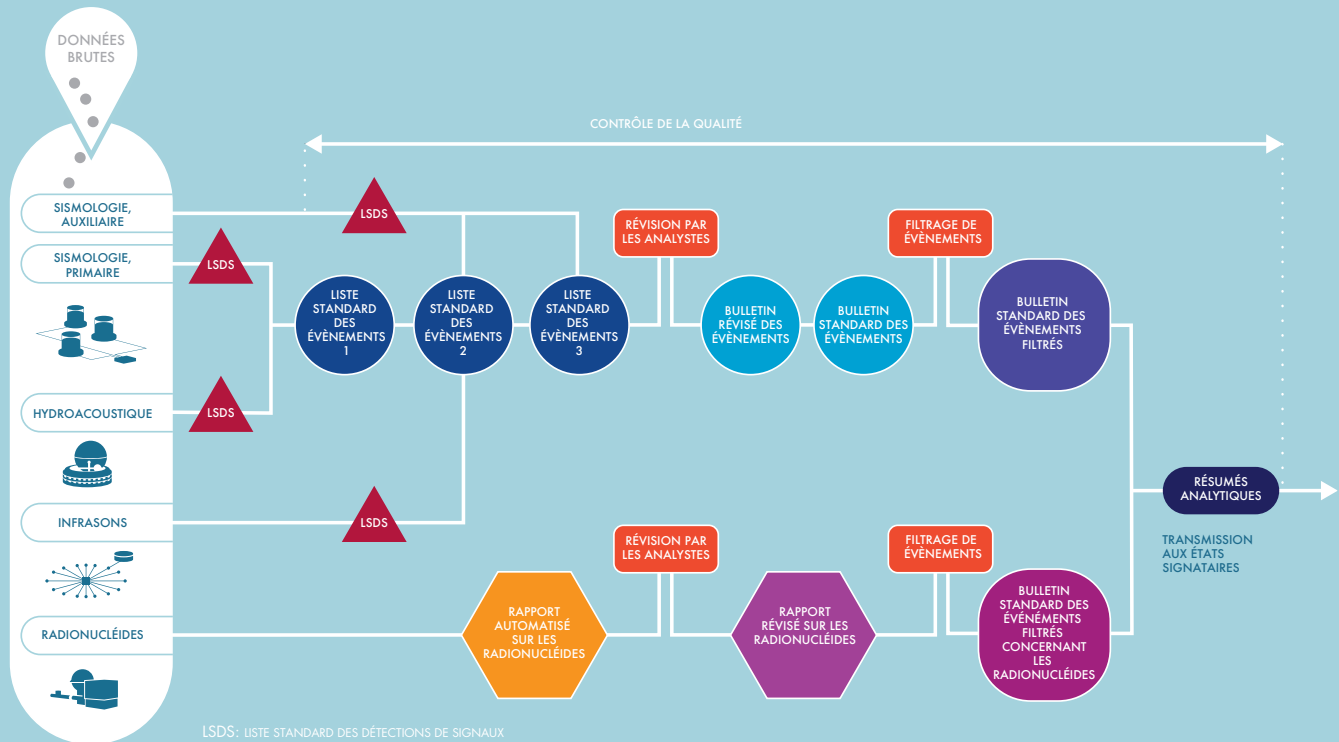 DONNÉES
BRUTES
CONTRÔLE DE LA QUALITÉ
SISMOLOGIE,
AUXILIAIRE
SISMOLOGIE,
PRIMAIRE
HYDROACOUSTIQUE
INFRASONS
RADIONUCLÉIDES
LSDS
LSDS
LSDS
LSDS
LISTE
STANDARD
DES
ÉVÈNEMENTS
1
LISTE
STANDARD
DES
ÉVÈNEMENTS
2
LISTE
STANDARD
DES
ÉVÈNEMENTS
3
RÉVISION PAR
LES ANALYSTES
BULLETIN
RÉVISÉ DES
ÉVÈNEMENTS
BULLETIN
STANDARD DES
ÉVÈNEMENTS
FILTRAGE DE
ÉVÈNEMENTS
BULLETIN
STANDARD DES
ÉVÈNEMENTS
FILTRÉS
RAPPORT
AUTOMATISÉ
SUR LES
RADIONUCLÉIDES
RÉVISION PAR
LES ANALYSTES
RAPPORT
RÉVISÉ SUR LES
RADIONUCLÉIDES
FILTRAGE DE
ÉVÈNEMENTS
BULLETIN
STANDARD DES
ÉVÉNÉMENTS
FILTRÉS
CONCERNANT
LES
RADIONUCLÉIDES
RÉSUMÉS
ANALYTIQUES
TRANSMISSION
AUX ÉTATS
SIGNATAIRES
LSDS: LISTE STANDARD DES DÉTECTIONS DE SIGNAUX